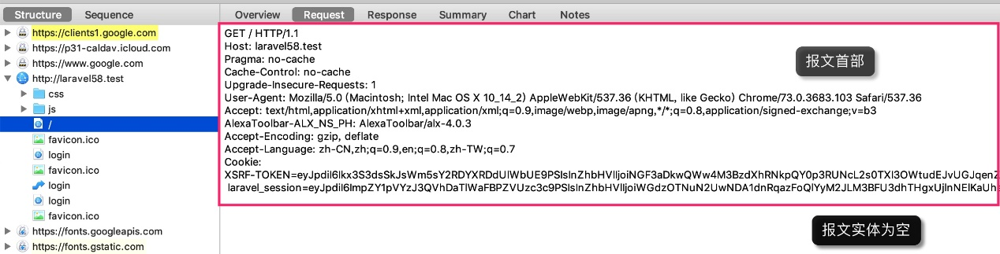 Structure Sequence Overview Request Response Summary Chart Notes
https://clients1.google.com
https://p31-caldav.icloud.com
https://www.google.com
http://laravel58.test
css
js
/
favicon.ico
login
favicon.ico
login
login
favicon.ico
https://fonts.googleapis.com
https://fonts.gstatic.com
GET / HTTP/1.1
Host: laravel58.test
Pragma: no-cache
Cache-Control: no-cache
Upgrade-Insecure-Requests: 1
User-Agent: Mozilla/5.0 (Macintosh; Intel Mac OS X 10_14_2) AppleWebKit/537.36 (KHTML, like Gecko) Chrome/73.0.3683.103 Safari/537.36
Accept: text/html,application/xhtml+xml,application/xml;q=0.9,image/webp,image/apng,*/*;q=0.8,application/signed-exchange;v=b3
AlexaToolbar-ALX_NS_PH: AlexaToolbar/alx-4.0.3
Accept-Encoding: gzip, deflate
Accept-Language: zh-CN,zh;q=0.9,en;q=0.8,zh-TW;q=0.7
Cookie:
XSRF-TOKEN=
laravel_session=
报文首部
报文实体为空